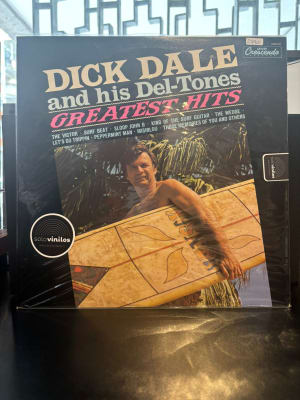 Crescendo
DICK DALE
and his Del-Tones
GREATEST HITS
THE VICTOR · SURF BEAT · SLOOP JOHN B · KING OF THE SURF GUITAR · THE WEDGE ·
LET'S GO TRIPPIN · PEPPERMINT MAN · MISIRLOU · THOSE MEMORIES OF YOU AND OTHERS
solovinilos